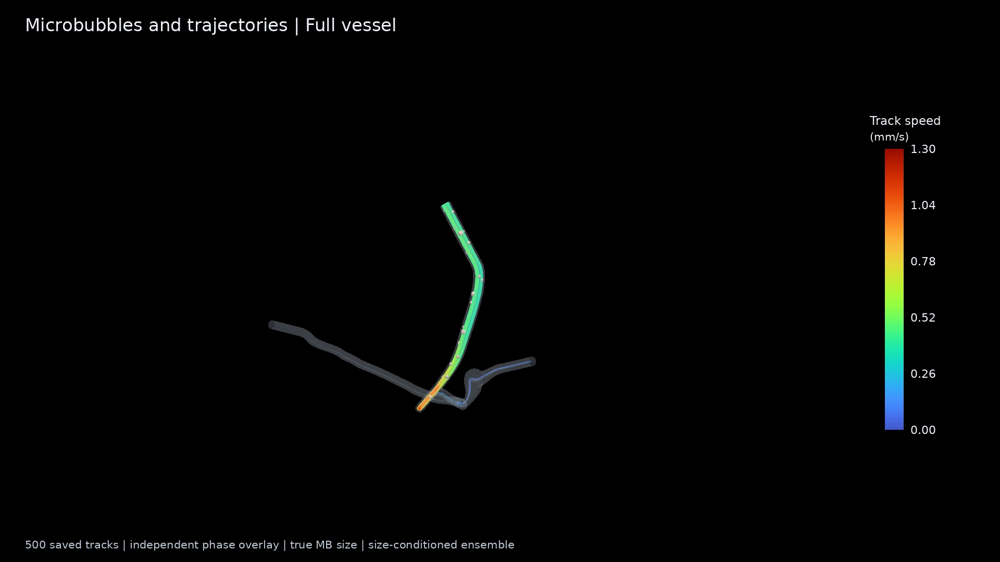 Microbubbles and trajectories | Full vessel
Track speed
(mm/s)
1.30
1.04
0.78
0.52
0.26
0.00
500 saved tracks | independent phase overlay | true MB size | size-conditioned ensemble